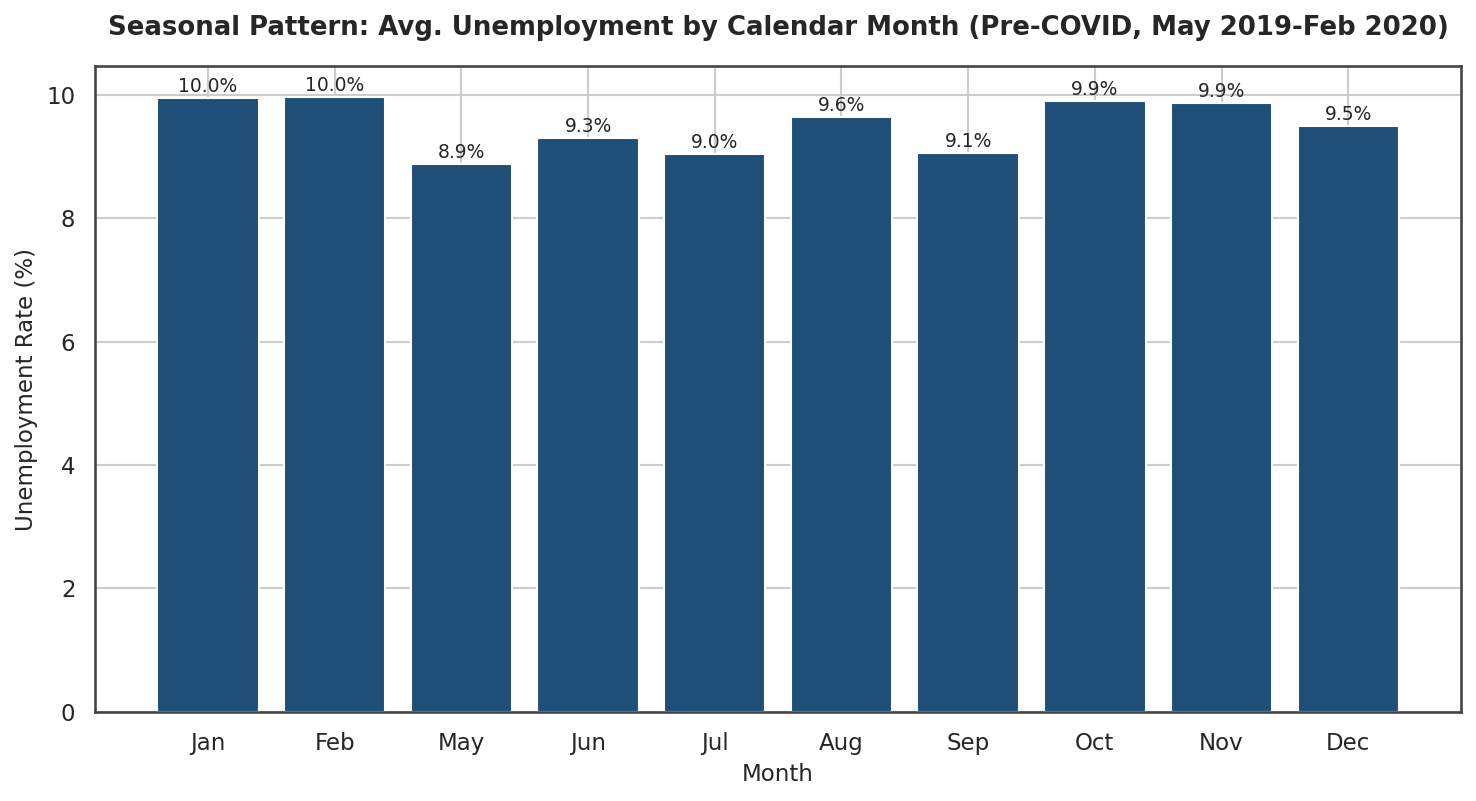 Seasonal Pattern: Avg. Unemployment by Calendar Month (Pre-COVID, May 2019-Feb 2020)
Unemployment Rate (%)
10
8
6
4
2
0
10.0%
10.0%
8.9%
9.3%
9.0%
9.6%
9.1%
9.9%
9.9%
9.5%
Jan
Feb
May
Jun
Jul
Aug
Sep
Oct
Nov
Dec
Month